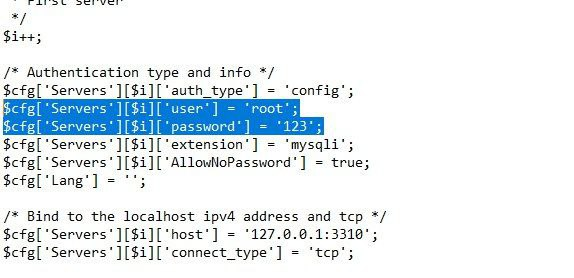 * First server
*/
$i++;
/* Authentication type and info */
$cfg['Servers'][$i]['auth_type'] = 'config';
$cfg['Servers'][$i]['user'] = 'root';
$cfg['Servers'][$i]['password'] = '123';
$cfg['Servers'][$i]['extension'] = 'mysqli';
$cfg['Servers'][$i]['AllowNoPassword'] = true;
$cfg['Lang'] = '';
/* Bind to the localhost ipv4 address and tcp */
$cfg['Servers'][$i]['host'] = '127.0.0.1:3310';
$cfg['Servers'][$i]['connect_type'] = 'tcp';